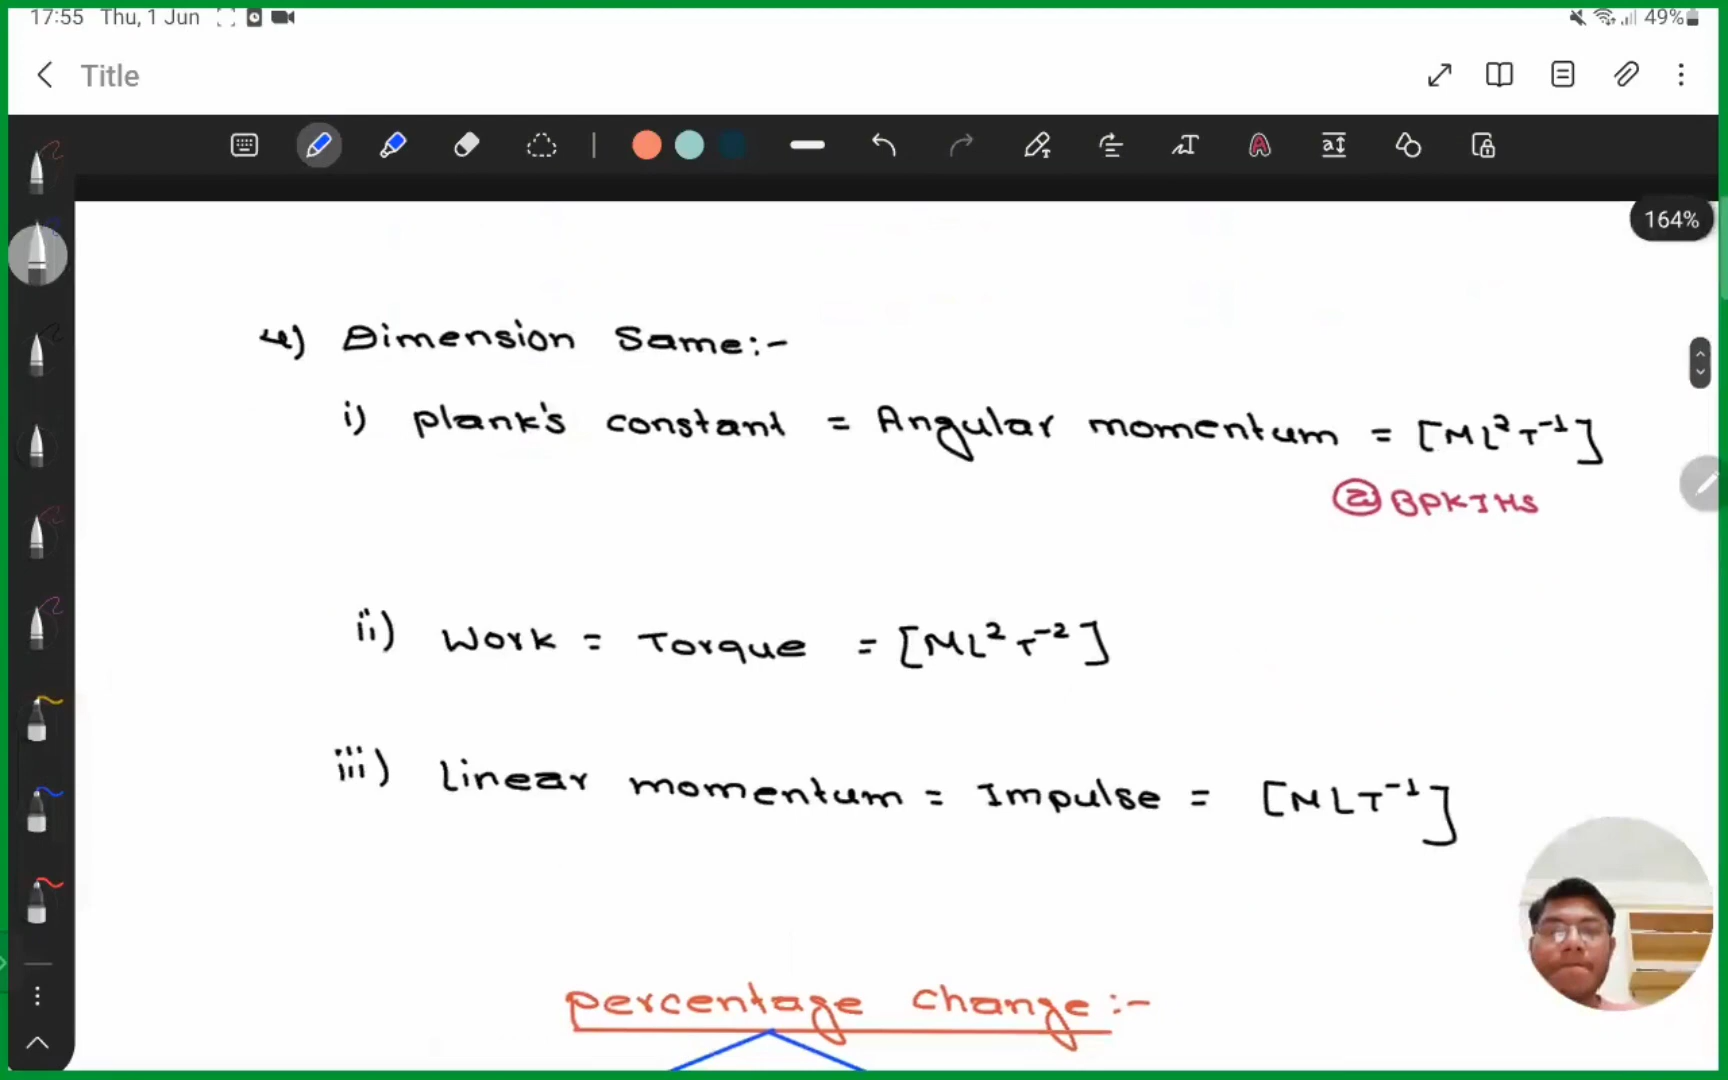 17:55 Thu, 1 Jun 49%
Title
164%
4) Dimension Same:-
i) plank's constant = Angular momentum = [ML²T⁻¹]
@ BPKIHS
ii) Work = Torque = [ML²T⁻²]
iii) Linear momentum = Impulse = [MLT⁻¹]
percentage change:-